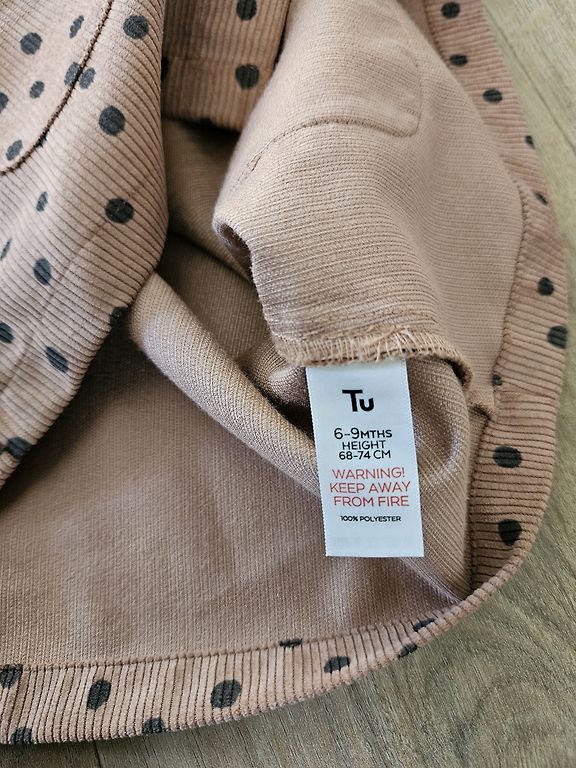 Tu
6-9MTHS
HEIGHT
68-74 CM
WARNING!
KEEP AWAY
FROM FIRE
100% POLYESTER